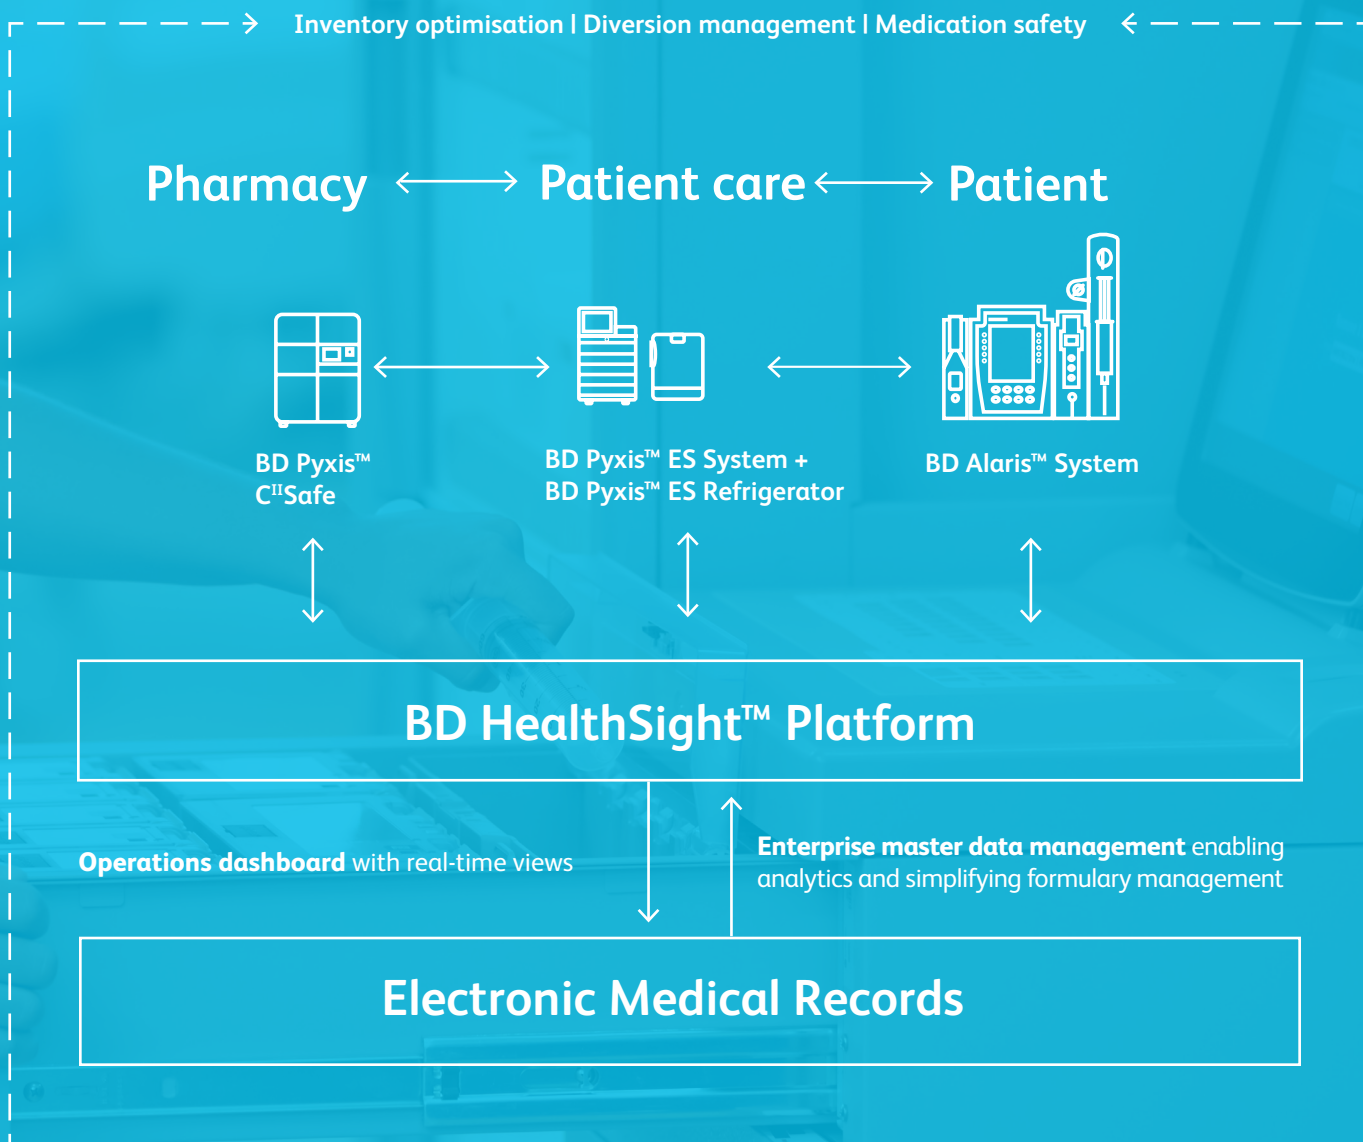 Inventory optimisation | Diversion management | Medication safety
Pharmacy
Patient care
Patient
BD Pyxis™
CIISafe
BD Pyxis™ ES System +
BD Pyxis™ ES Refrigerator
BD Alaris™ System
BD HealthSight™ Platform
Operations dashboard with real-time views
Enterprise master data management enabling
analytics and simplifying formulary management
Electronic Medical Records